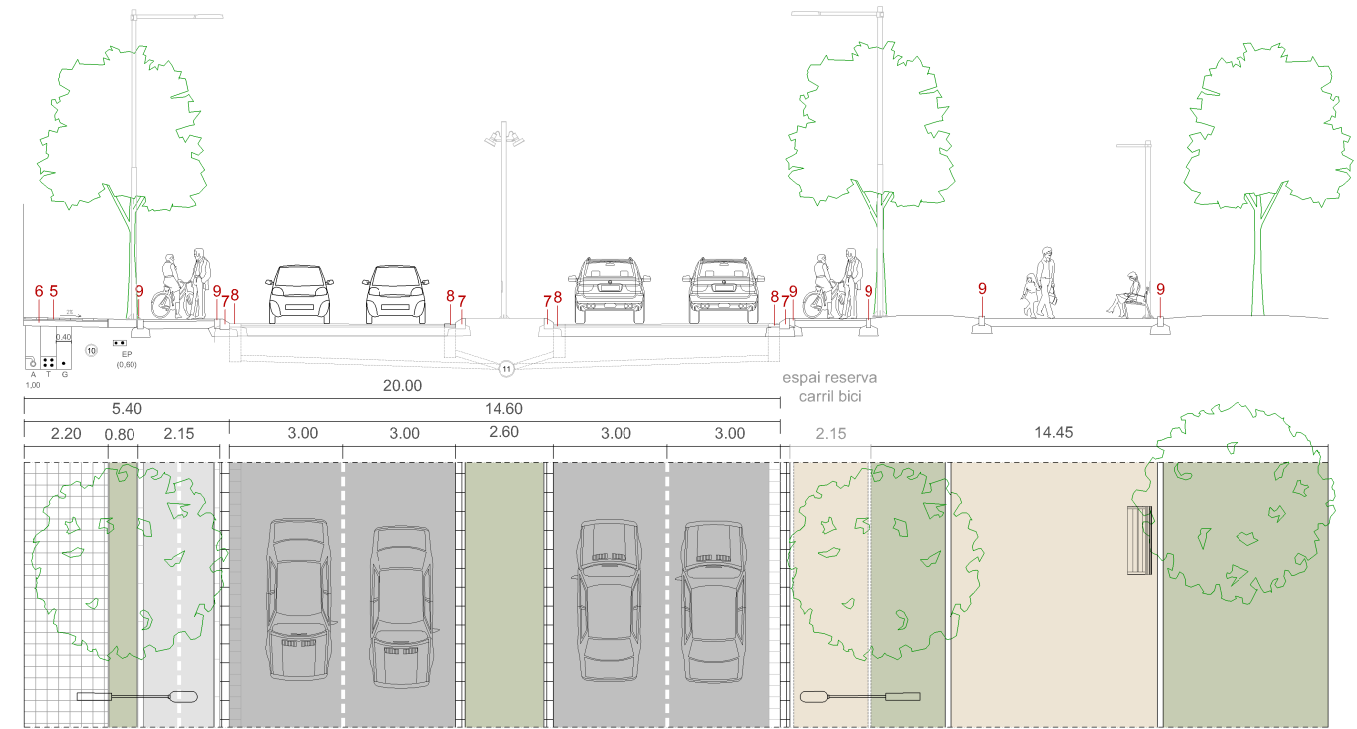 6 5 9 9 7 8 8 7 7 8 8 7 9 9 9 9
2%
0.40
10
EP
(0,60)
A T G
1,00
11
espai reserva
carril bici
20.00
5.40 14.60
2.20 0.80 2.15 3.00 3.00 2.60 3.00 3.00 2.15 14.45